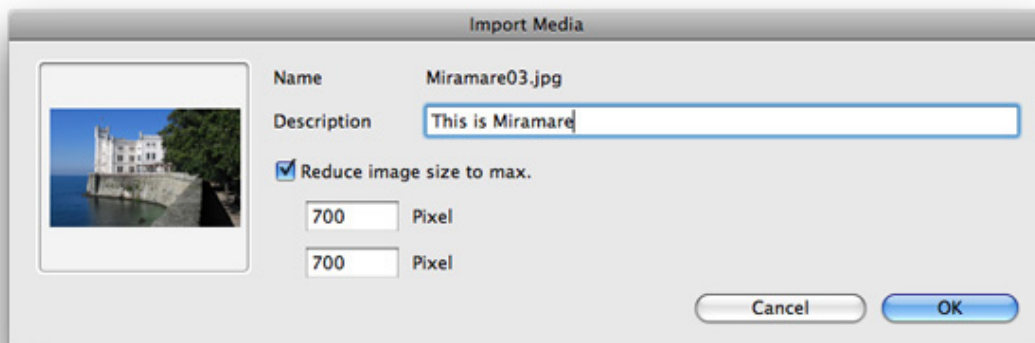 Import Media
Name Miramare03.jpg
Description This is Miramare
Reduce image size to max.
700 Pixel
700 Pixel
Cancel OK